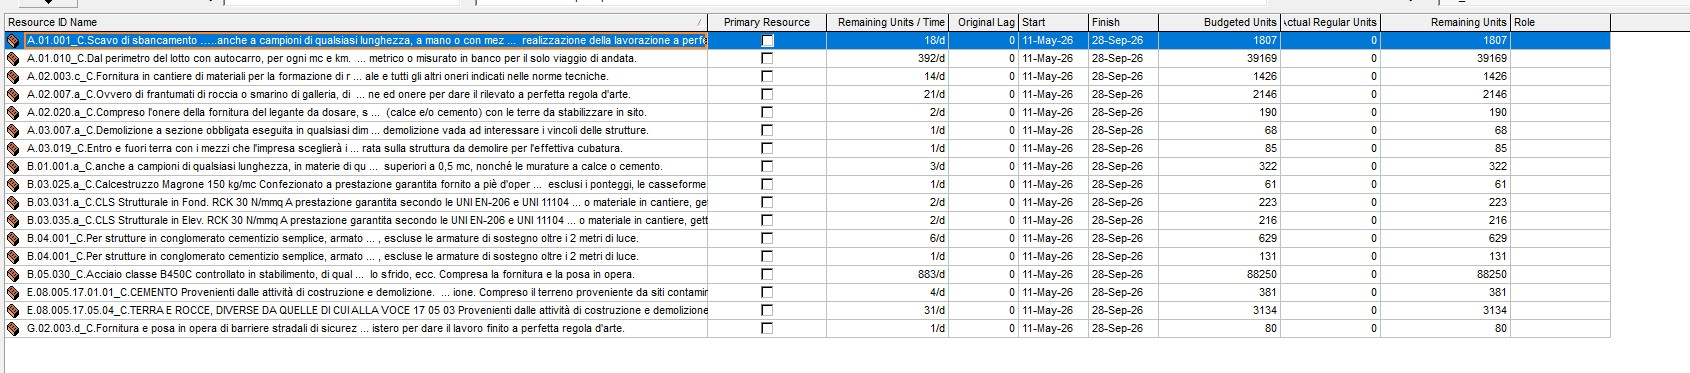 Resource ID Name / Primary Resource Remaining Units / Time Original Lag Start Finish Budgeted Units \ctual Regular Units Remaining Units Role
A.01.001_C.Scavo di sbancamento .....anche a campioni di qualsiasi lunghezza, a mano o con mez ... realizzazione della lavorazione a perfe 18/d 0 11-May-26 28-Sep-26 1807 0 1807
A.01.010_C.Dal perimetro del lotto con autocarro, per ogni mc e km. ... metrico o misurato in banco per il solo viaggio di andata. 392/d 0 11-May-26 28-Sep-26 39169 0 39169
A.02.003.c_C.Fornitura in cantiere di materiali per la formazione di r ... ale e tutti gli altri oneri indicati nelle norme tecniche. 14/d 0 11-May-26 28-Sep-26 1426 0 1426
A.02.007.a_C.Ovvero di frantumati di roccia o smarino di galleria, di ... ne ed onere per dare il rilevato a perfetta regola d'arte. 21/d 0 11-May-26 28-Sep-26 2146 0 2146
A.02.020.a_C.Compreso l'onere della fornitura del legante da dosare, s ... (calce e/o cemento) con le terre da stabilizzare in sito. 2/d 0 11-May-26 28-Sep-26 190 0 190
A.03.007.a_C.Demolizione a sezione obbligata eseguita in qualsiasi dim ... demolizione vada ad interessare i vincoli delle strutture. 1/d 0 11-May-26 28-Sep-26 68 0 68
A.03.019_C.Entro e fuori terra con i mezzi che l'impresa sceglierà i ... rata sulla struttura da demolire per l'effettiva cubatura. 1/d 0 11-May-26 28-Sep-26 85 0 85
B.01.001.a_C.anche a campioni di qualsiasi lunghezza, in materie di qu ... superiori a 0,5 mc, nonché le murature a calce o cemento. 3/d 0 11-May-26 28-Sep-26 322 0 322
B.03.025.a_C.Calcestruzzo Magrone 150 kg/mc Confezionato a prestazione garantita fornito a piè d'oper ... esclusi i ponteggi, le casseforme 1/d 0 11-May-26 28-Sep-26 61 0 61
B.03.031.a_C.CLS Strutturale in Fond. RCK 30 N/mmq A prestazione garantita secondo le UNI EN-206 e UNI 11104 ... o materiale in cantiere, get 2/d 0 11-May-26 28-Sep-26 223 0 223
B.03.035.a_C.CLS Strutturale in Elev. RCK 30 N/mmq A prestazione garantita secondo le UNI EN-206 e UNI 11104 ... o materiale in cantiere, gett 2/d 0 11-May-26 28-Sep-26 216 0 216
B.04.001_C.Per strutture in conglomerato cementizio semplice, armato ... , escluse le armature di sostegno oltre i 2 metri di luce. 6/d 0 11-May-26 28-Sep-26 629 0 629
B.04.001_C.Per strutture in conglomerato cementizio semplice, armato ... , escluse le armature di sostegno oltre i 2 metri di luce. 1/d 0 11-May-26 28-Sep-26 131 0 131
B.05.030_C.Acciaio classe B450C controllato in stabilimento, di qual ... lo sfrido, ecc. Compresa la fornitura e la posa in opera. 883/d 0 11-May-26 28-Sep-26 88250 0 88250
E.08.005.17.01.01_C.CEMENTO Provenienti dalle attività di costruzione e demolizione. ... ione. Compreso il terreno proveniente da siti contamin 4/d 0 11-May-26 28-Sep-26 381 0 381
E.08.005.17.05.04_C.TERRA E ROCCE, DIVERSE DA QUELLE DI CUI ALLA VOCE 17 05 03 Provenienti dalle attività di costruzione e demolizione 31/d 0 11-May-26 28-Sep-26 3134 0 3134
G.02.003.d_C.Fornitura e posa in opera di barriere stradali di sicurez ... istero per dare il lavoro finito a perfetta regola d'arte. 1/d 0 11-May-26 28-Sep-26 80 0 80